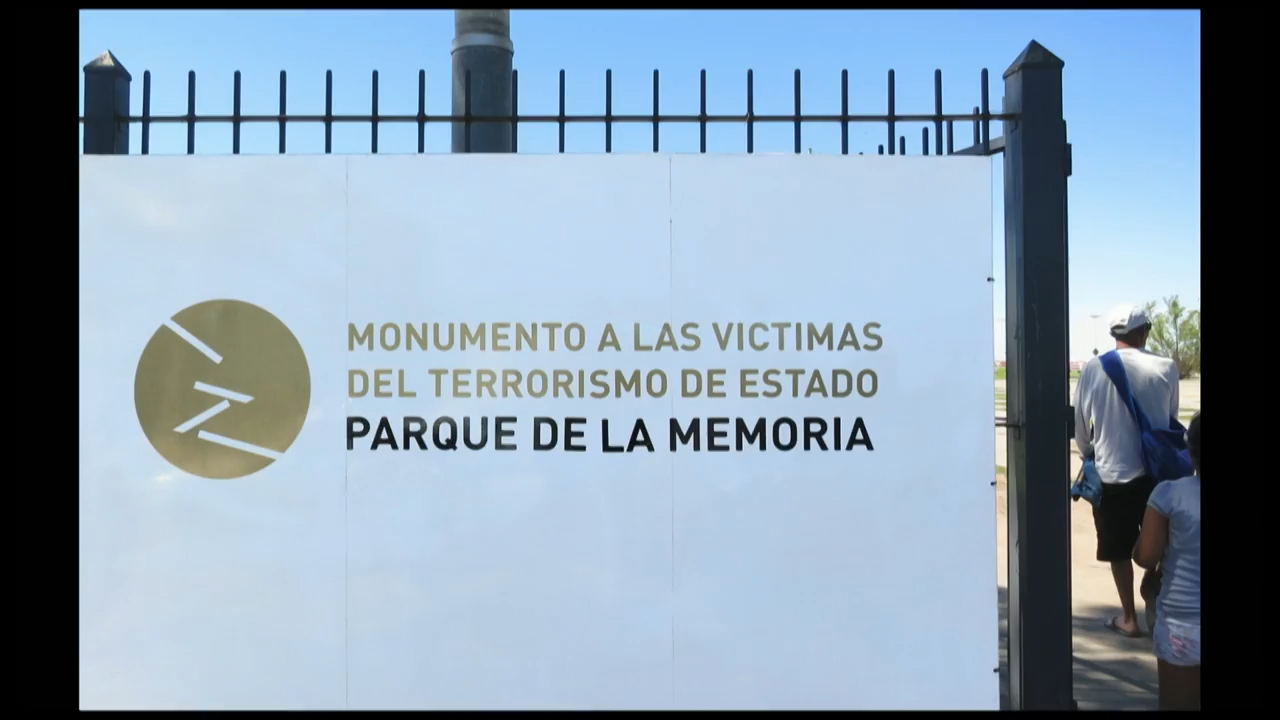 MONUMENTO A LAS VICTIMAS
DEL TERRORISMO DE ESTADO
PARQUE DE LA MEMORIA